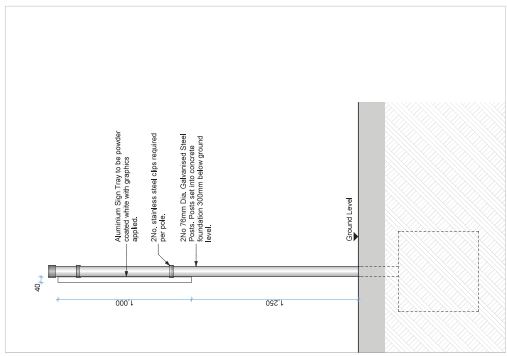 Aluminium Sign Tray to be powder
coated white with graphics
applied.
2No. stainless steel clips required
per pole.
2No 76mm Dia. Galvanised Steel
Posts. Posts set into concrete
foundation 300mm below ground
level.
Ground Level
40
1,000
1,250